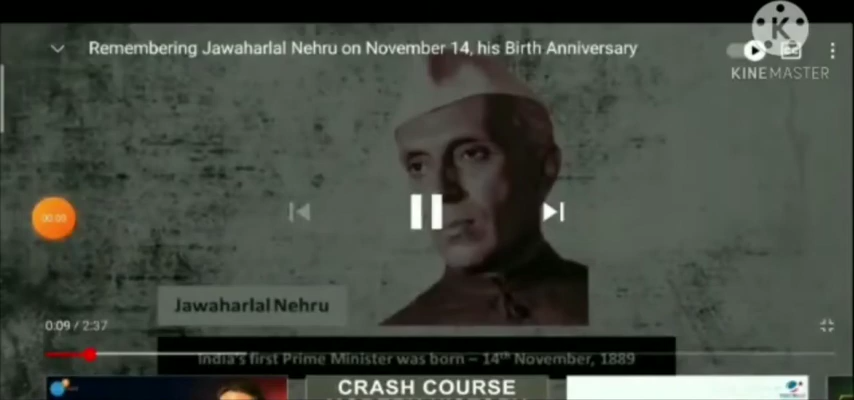 Remembering Jawaharlal Nehru on November 14, his Birth Anniversary
K
KINEMASTER
00:09
Jawaharlal Nehru
0:09 / 2:37
India's first Prime Minister was born – 14th November, 1889
CRASH COURSE